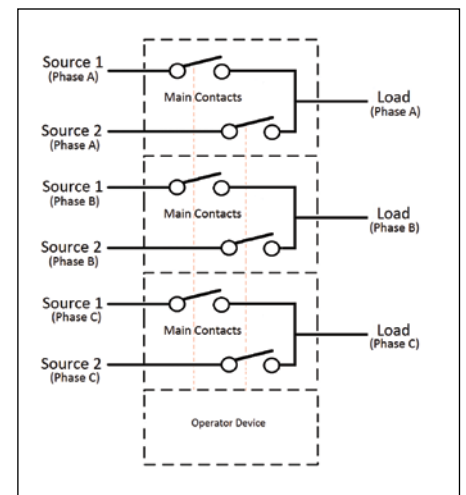 Source 1
(Phase A)
Main Contacts
Load
(Phase A)
Source 2
(Phase A)
Source 1
(Phase B)
Main Contacts
Load
(Phase B)
Source 2
(Phase B)
Source 1
(Phase C)
Main Contacts
Load
(Phase C)
Source 2
(Phase C)
Operator Device